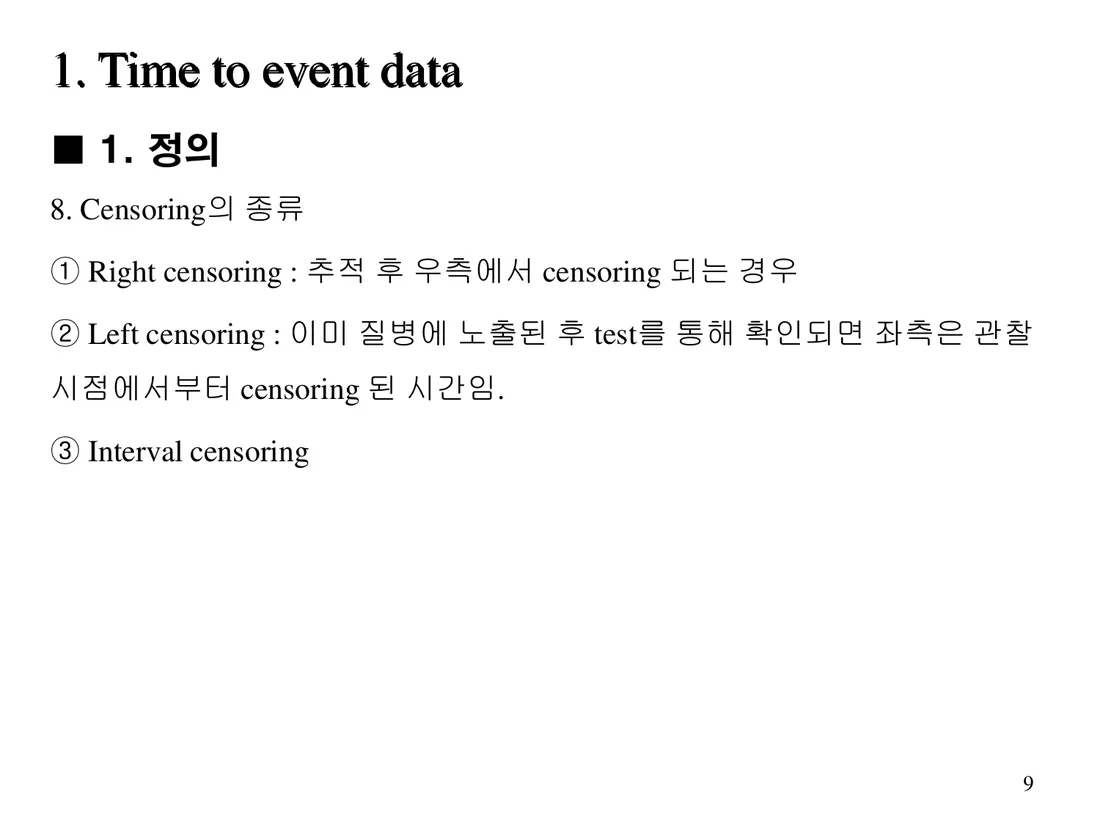 1. Time to event data
■ 1. 정의
8. Censoring의 종류
① Right censoring : 추적 후 우측에서 censoring 되는 경우
② Left censoring : 이미 질병에 노출된 후 test를 통해 확인되면 좌측은 관찰
시점에서부터 censoring 된 시간임.
③ Interval censoring
9